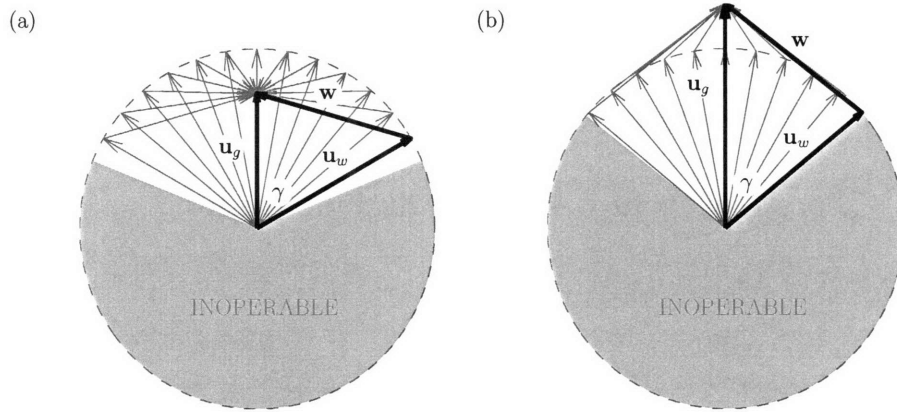 (a)
w
u_g
u_w
γ
INOPERABLE
(b)
w
u_g
u_w
γ
INOPERABLE